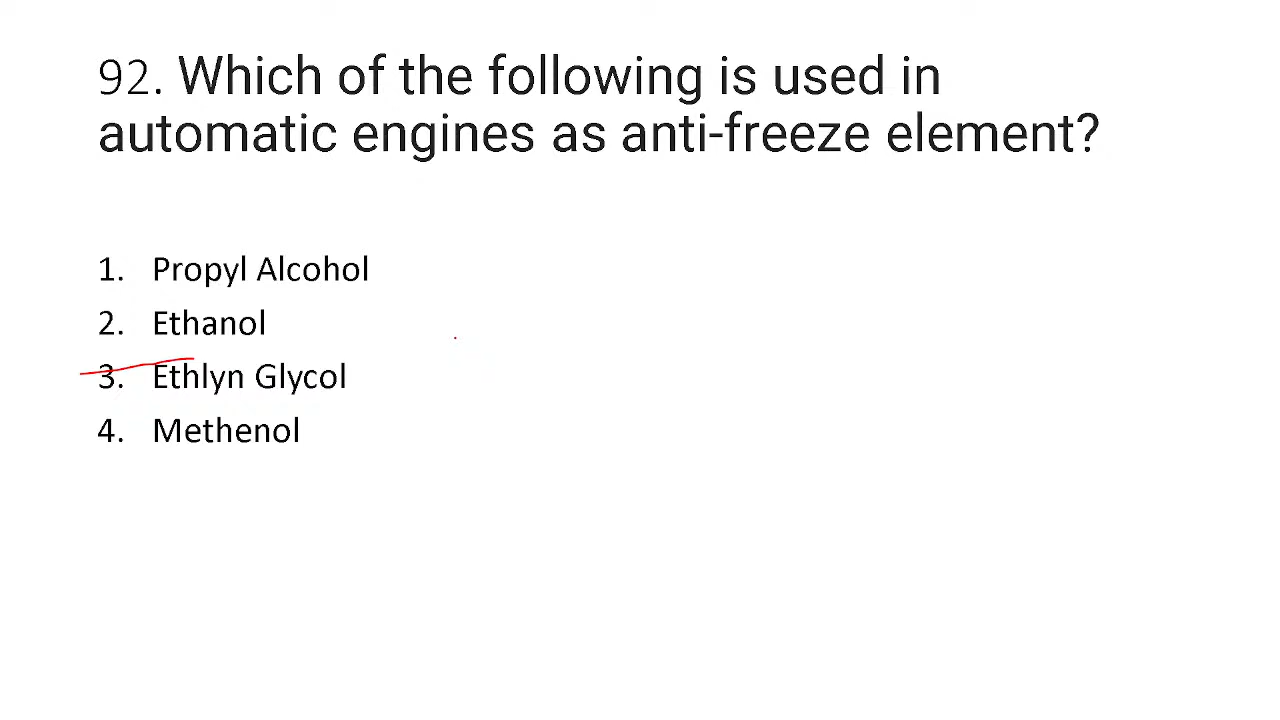 92. Which of the following is used in
automatic engines as anti-freeze element?
1. Propyl Alcohol
2. Ethanol
3. Ethlyn Glycol
4. Methenol